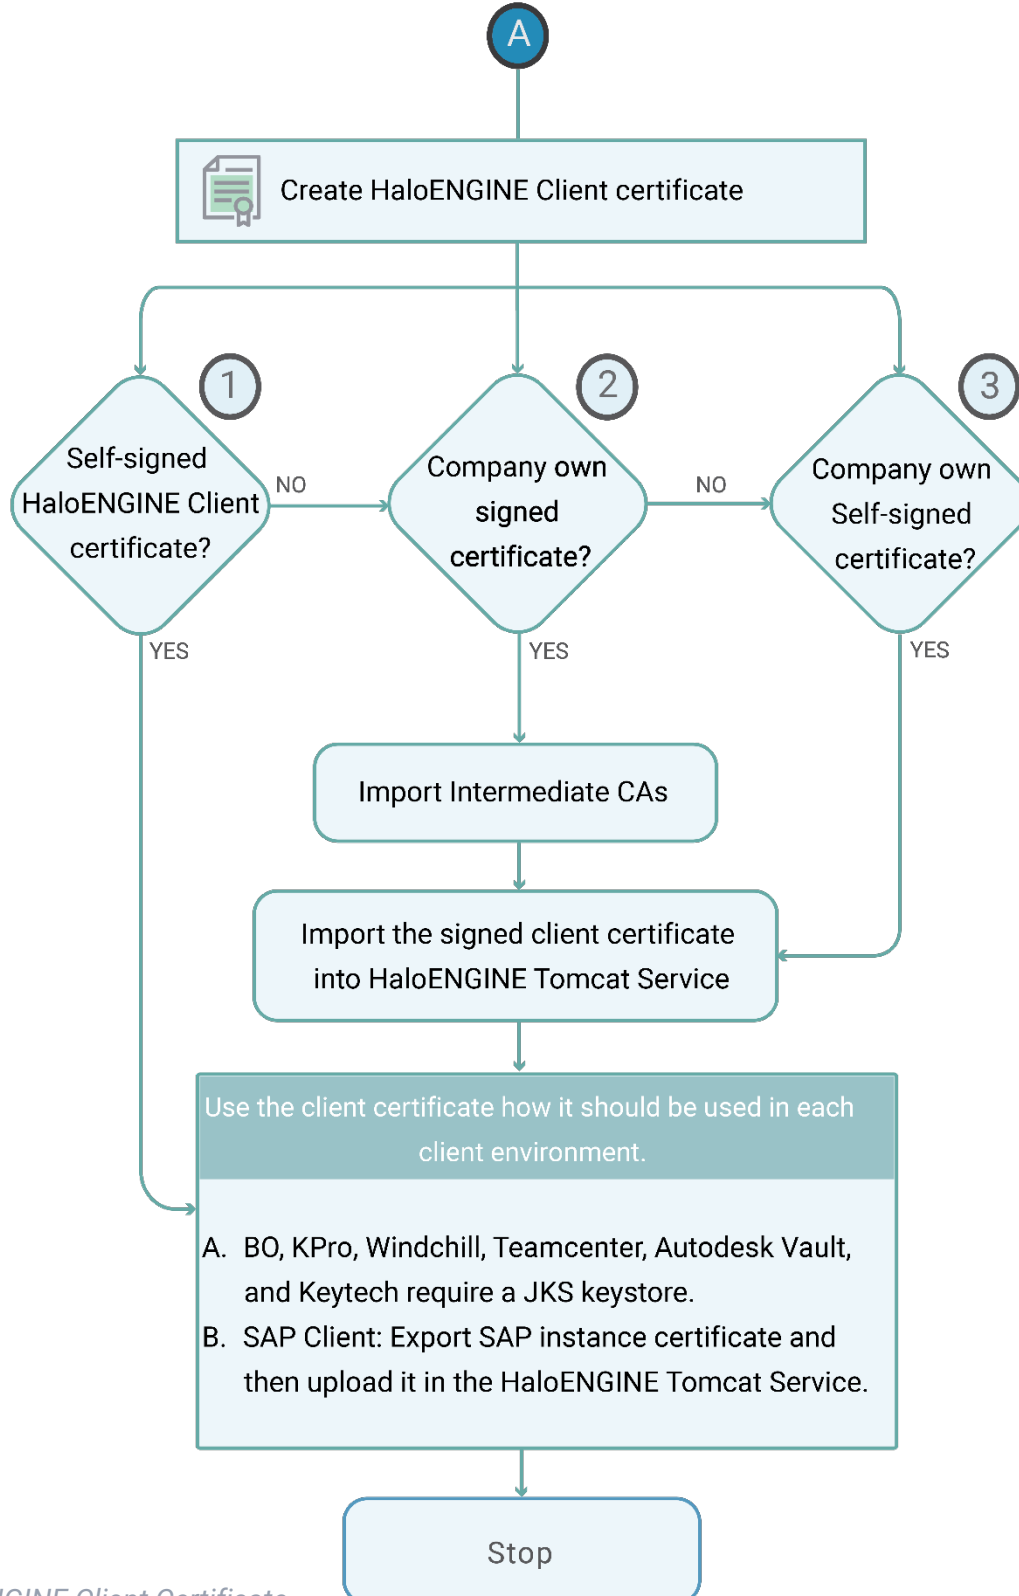 A
Create HaloENGINE Client certificate
1
2
3
Self-signed
HaloENGINE Client
certificate?
NO
Company own
signed
certificate?
NO
Company own
Self-signed
certificate?
YES
YES
YES
Import Intermediate CAs
Import the signed client certificate
into HaloENGINE Tomcat Service
Use the client certificate how it should be used in each
client environment.
A. BO, KPro, Windchill, Teamcenter, Autodesk Vault,
and Keytech require a JKS keystore.
B. SAP Client: Export SAP instance certificate and
then upload it in the HaloENGINE Tomcat Service.
Stop
Client Certificate